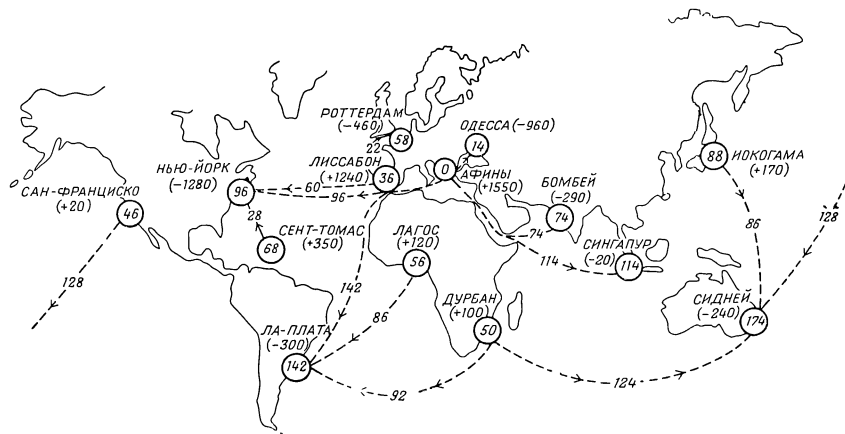 РОТТЕРДАМ
(−460)
58
22
ОДЕССА (−960)
14
НЬЮ-ЙОРК
(−1280)
96
ЛИССАБОН
(+1240)
36
60
96
0
АФИНЫ
(+1550)
БОМБЕЙ
(−290)
74
74
88
ИОКОГАМА
(+170)
САН-ФРАНЦИСКО
(+20)
46
28
СЕНТ-ТОМАС
(+350)
68
ЛАГОС
(+120)
56
114
СИНГАПУР
(−20)
114
86
128
128
142
86
ДУРБАН
(+100)
50
СИДНЕЙ
(−240)
174
ЛА-ПЛАТА
(−300)
142
92
124